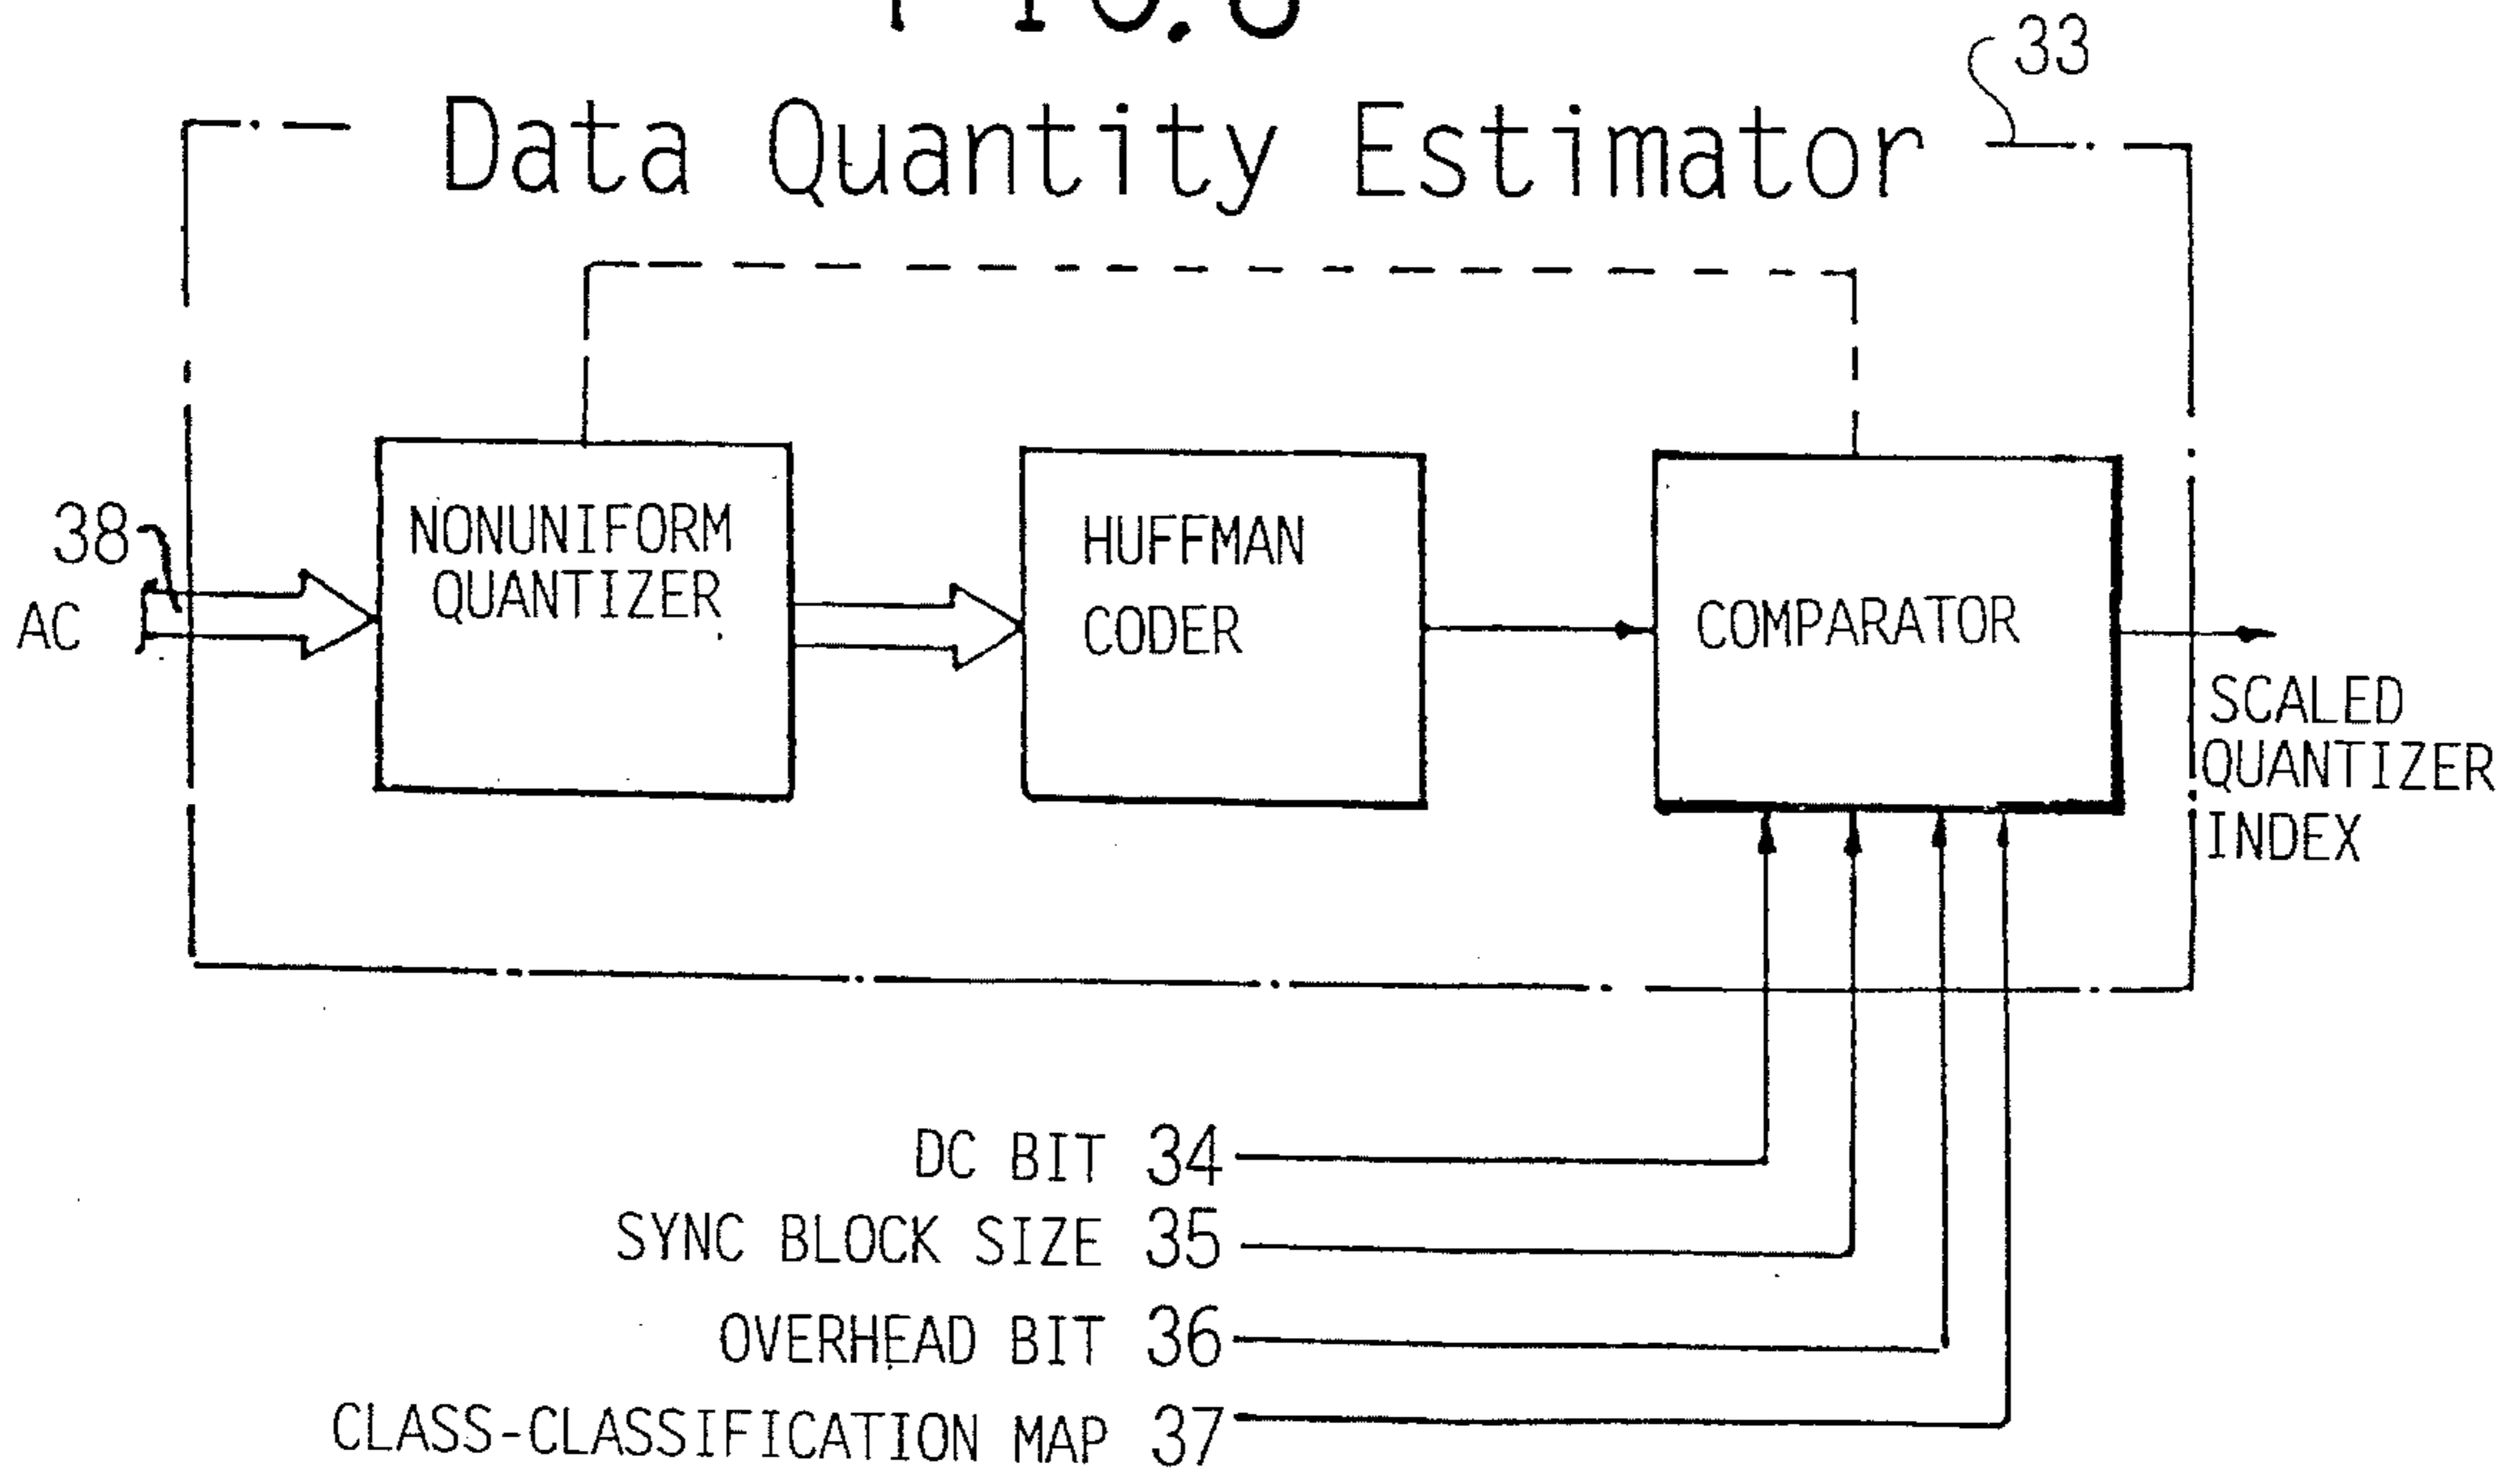 33
Data Quantity Estimator
38
AC
NONUNIFORM
QUANTIZER
HUFFMAN
CODER
COMPARATOR
SCALED
QUANTIZER
INDEX
DC BIT 34
SYNC BLOCK SIZE 35
OVERHEAD BIT 36
CLASS-CLASSIFICATION MAP 37